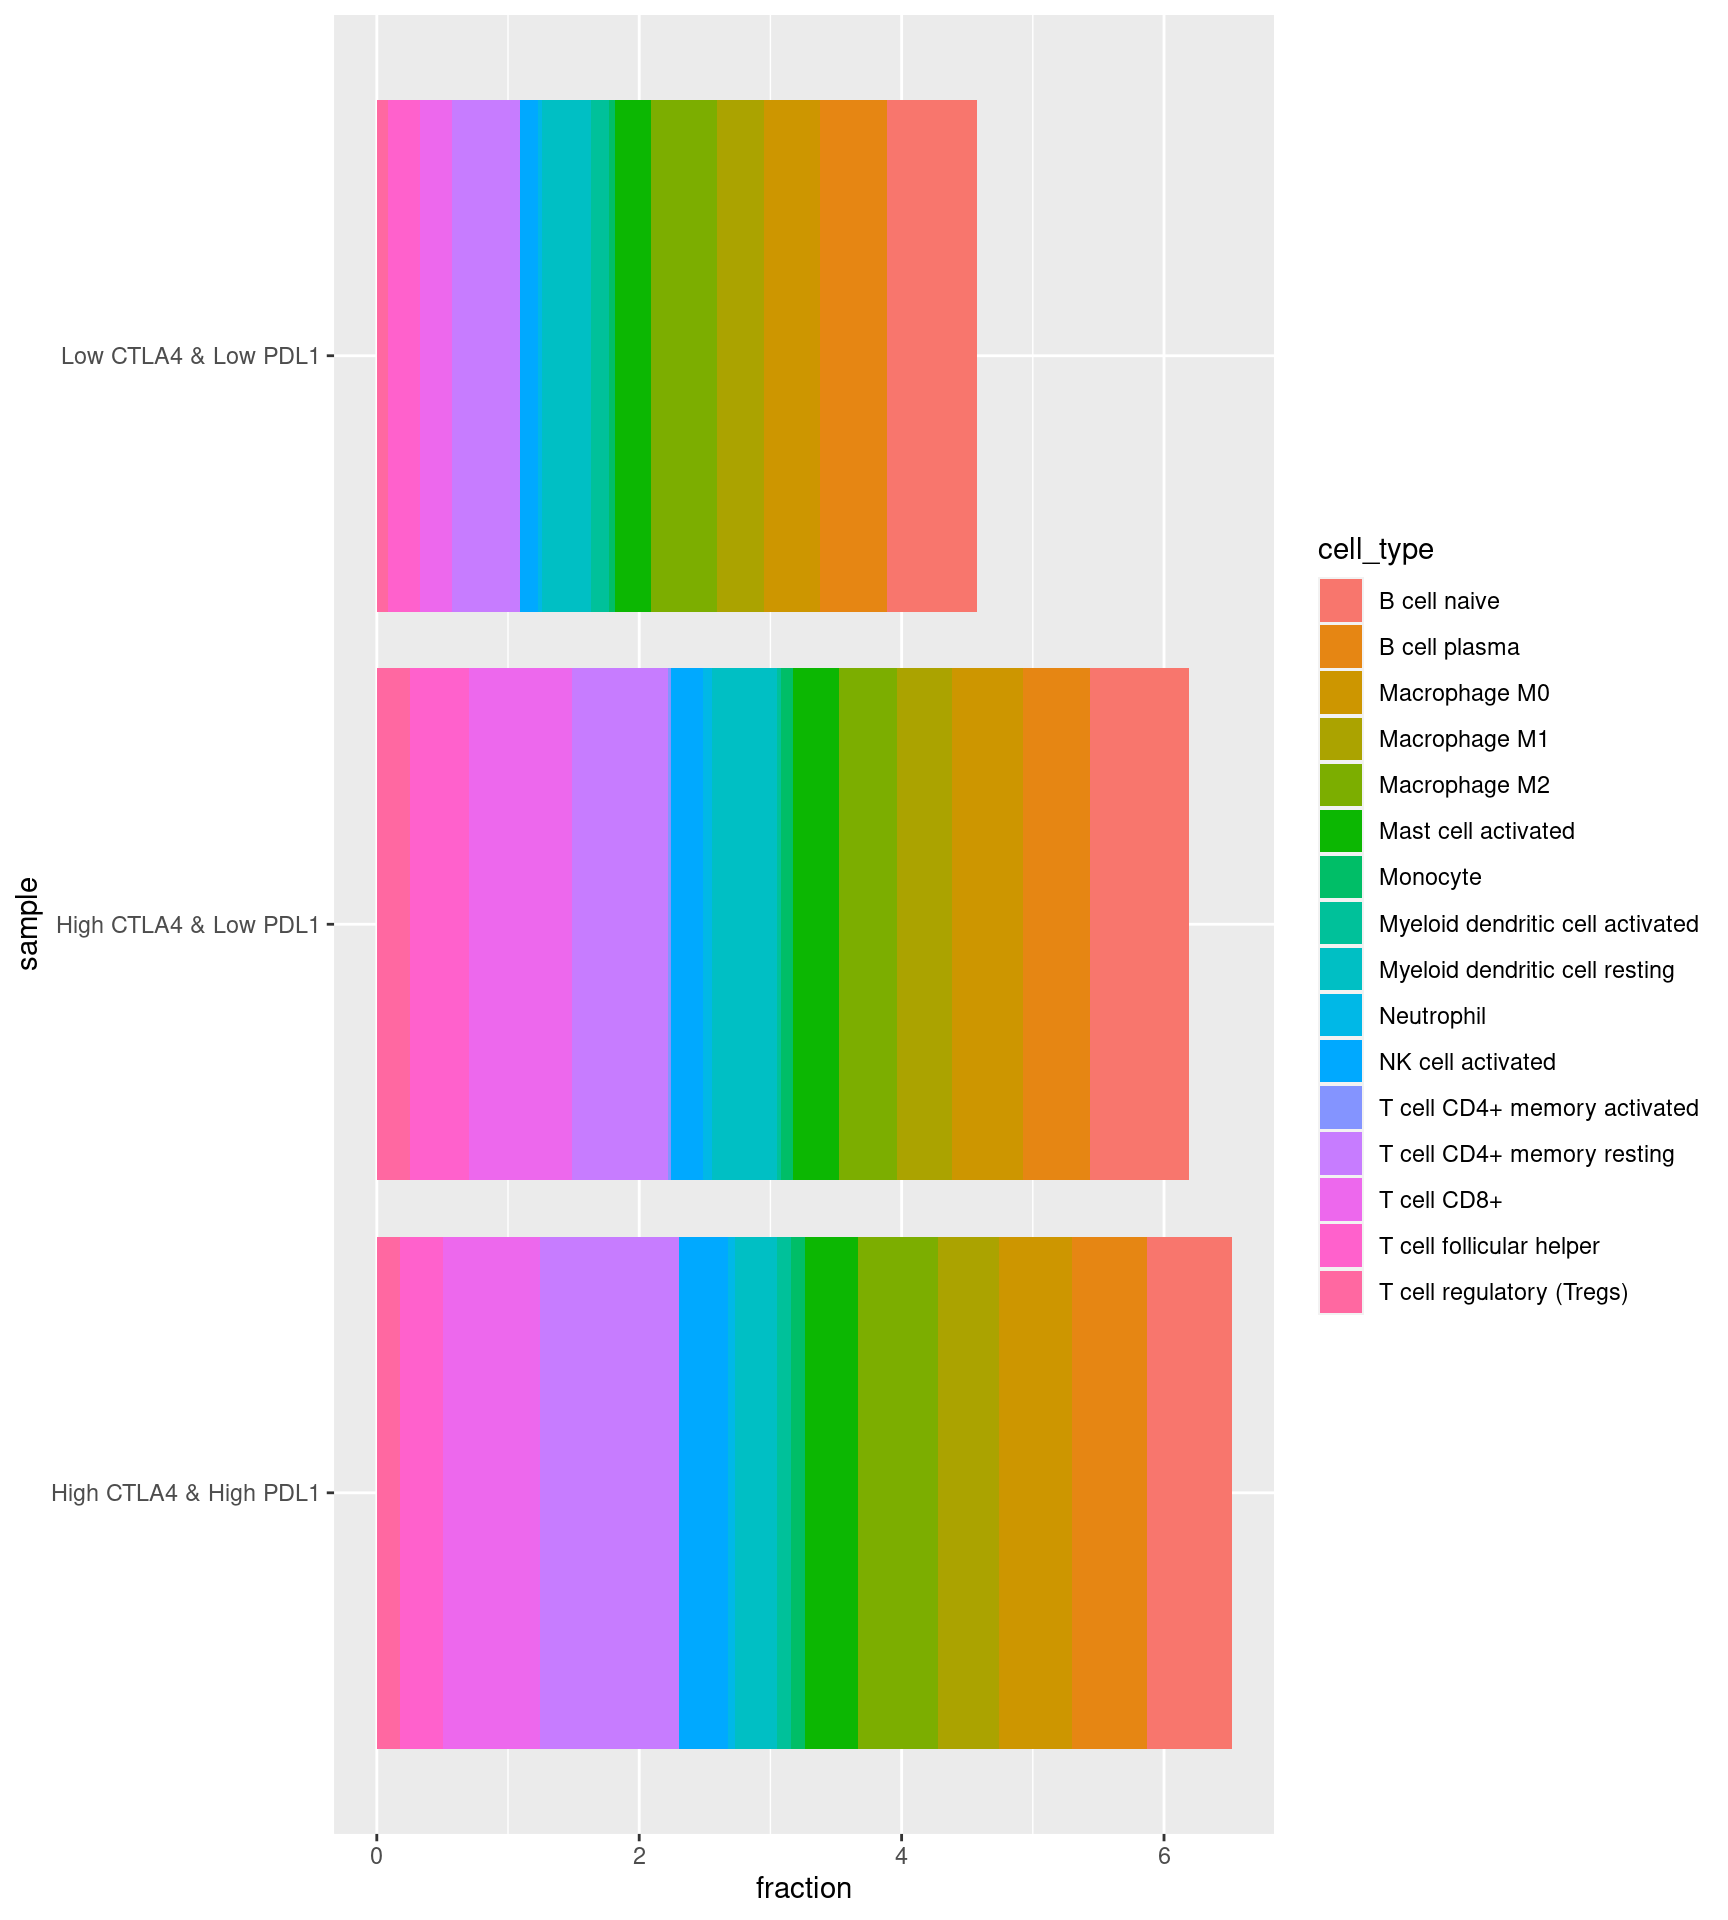 Low CTLA4 & Low PDL1
High CTLA4 & Low PDL1
High CTLA4 & High PDL1
sample
0 2 4 6
fraction
cell_type
B cell naive
B cell plasma
Macrophage M0
Macrophage M1
Macrophage M2
Mast cell activated
Monocyte
Myeloid dendritic cell activated
Myeloid dendritic cell resting
Neutrophil
NK cell activated
T cell CD4+ memory activated
T cell CD4+ memory resting
T cell CD8+
T cell follicular helper
T cell regulatory (Tregs)